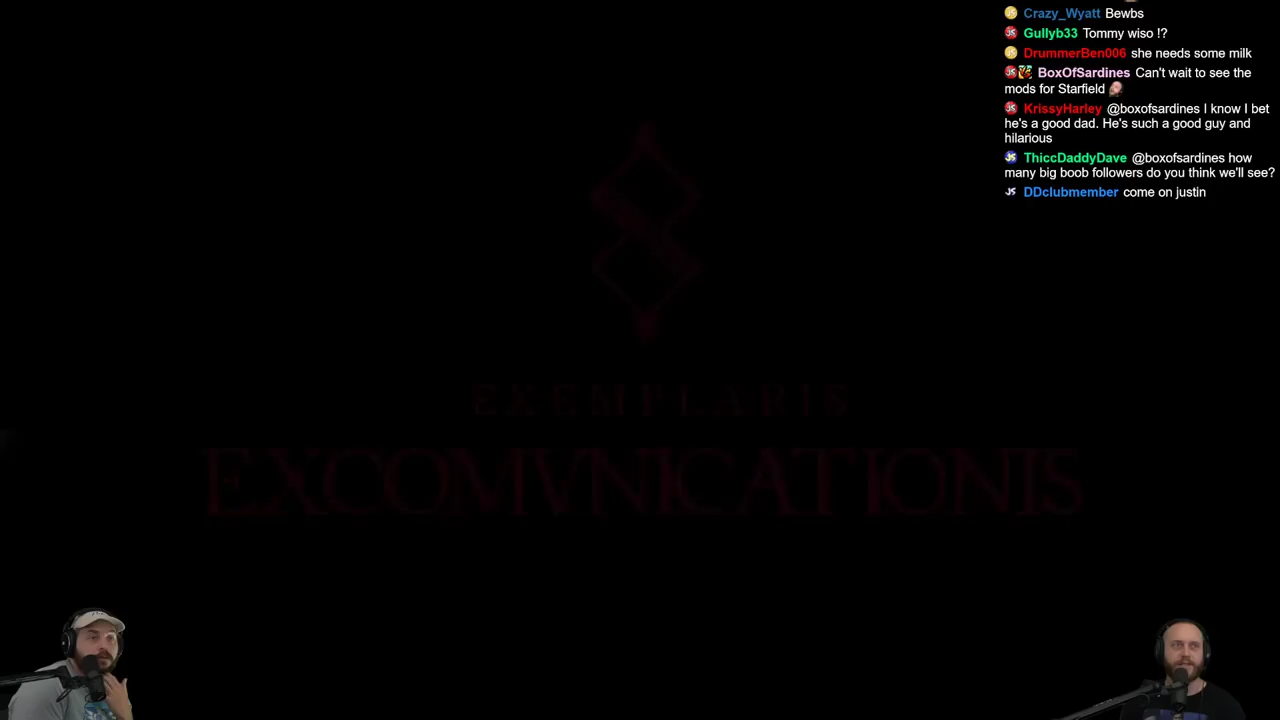 Crazy_Wyatt Bewbs
Gullyb33 Tommy wiso !?
DrummerBen006 she needs some milk
BoxOfSardines Can't wait to see the
mods for Starfield
KrissyHarley @boxofsardines I know I bet
he's a good dad. He's such a good guy and
hilarious
ThiccDaddyDave @boxofsardines how
many big boob followers do you think we'll see?
DDclubmember come on justin
EXEMPLARIS
EXCOMVNICATIONIS